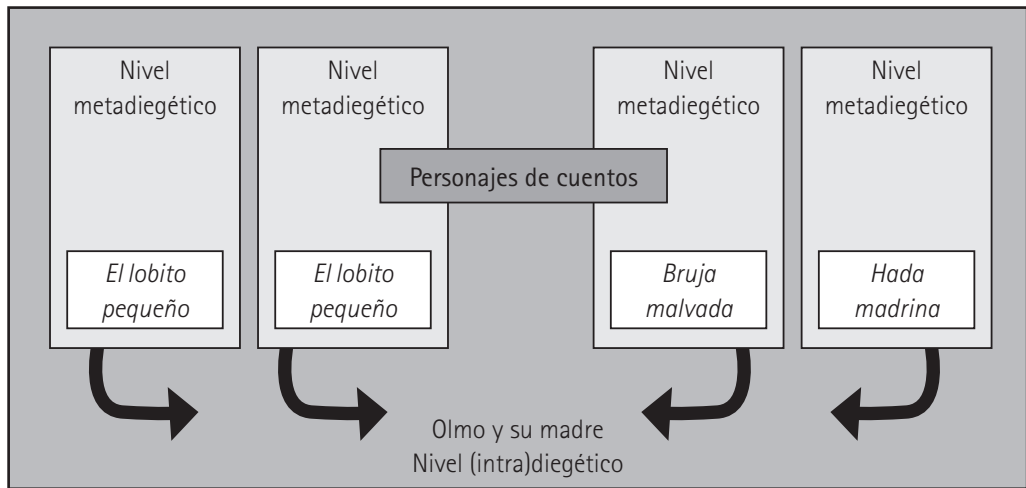 Nivel
metadiegético
Nivel
metadiegético
Nivel
metadiegético
Nivel
metadiegético
Personajes de cuentos
El lobito
pequeño
El lobito
pequeño
Bruja
malvada
Hada
madrina
Olmo y su madre
Nivel (intra)diegético